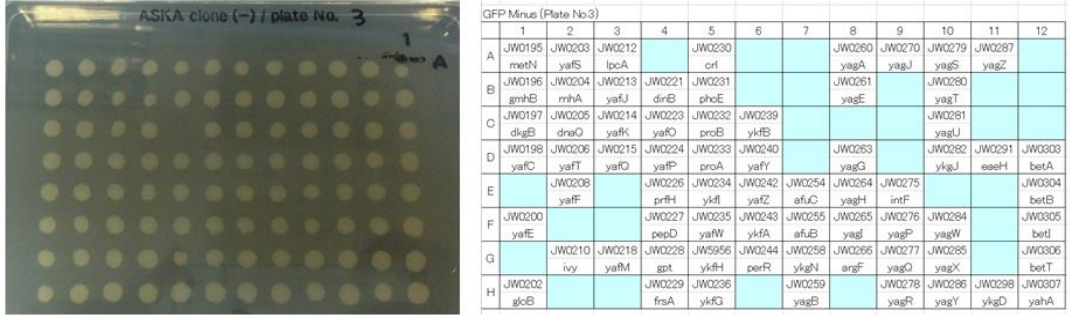 ASKA clone (-) / plate No. 3
1
A
GFP Minus (Plate No.3)
1 2 3 4 5 6 7 8 9 10 11 12
A JW0195 JW0203 JW0212 JW0230 JW0260 JW0270 JW0279 JW0287
metN yafS lpcA crl yagA yagJ yagS yagZ
B JW0196 JW0204 JW0213 JW0221 JW0231 JW0261 JW0280
gmhB rnhA yafJ dinB phoE yagE yagT
C JW0197 JW0205 JW0214 JW0223 JW0232 JW0239 JW0281
dkgB dnaQ yafK yafO proB ykfB yagU
D JW0198 JW0206 JW0215 JW0224 JW0233 JW0240 JW0263 JW0282 JW0291 JW0303
yafC yafT yafQ yafP proA yafY yagG ykgJ eaeH betA
E JW0208 JW0226 JW0234 JW0242 JW0254 JW0264 JW0275 JW0304
yafF prfH ykfI yafZ afuC yagH intF betB
F JW0200 JW0227 JW0235 JW0243 JW0255 JW0265 JW0276 JW0284 JW0305
yafE pepD yafW ykfA afuB yagI yagP yagW betI
G JW0210 JW0218 JW0228 JW5956 JW0244 JW0258 JW0266 JW0277 JW0285 JW0306
ivy yafM gpt ykfH perR ykgN argF yagQ yagX betT
H JW0202 JW0229 JW0236 JW0259 JW0278 JW0286 JW0298 JW0307
gloB frsA ykfG yagB yagR yagY ykgD yahA